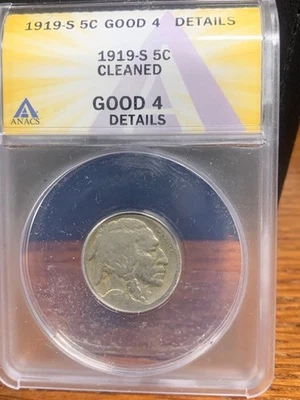 1919-S 5C GOOD 4 DETAILS
1919-S 5C
CLEANED
ANACS
GOOD 4
DETAILS